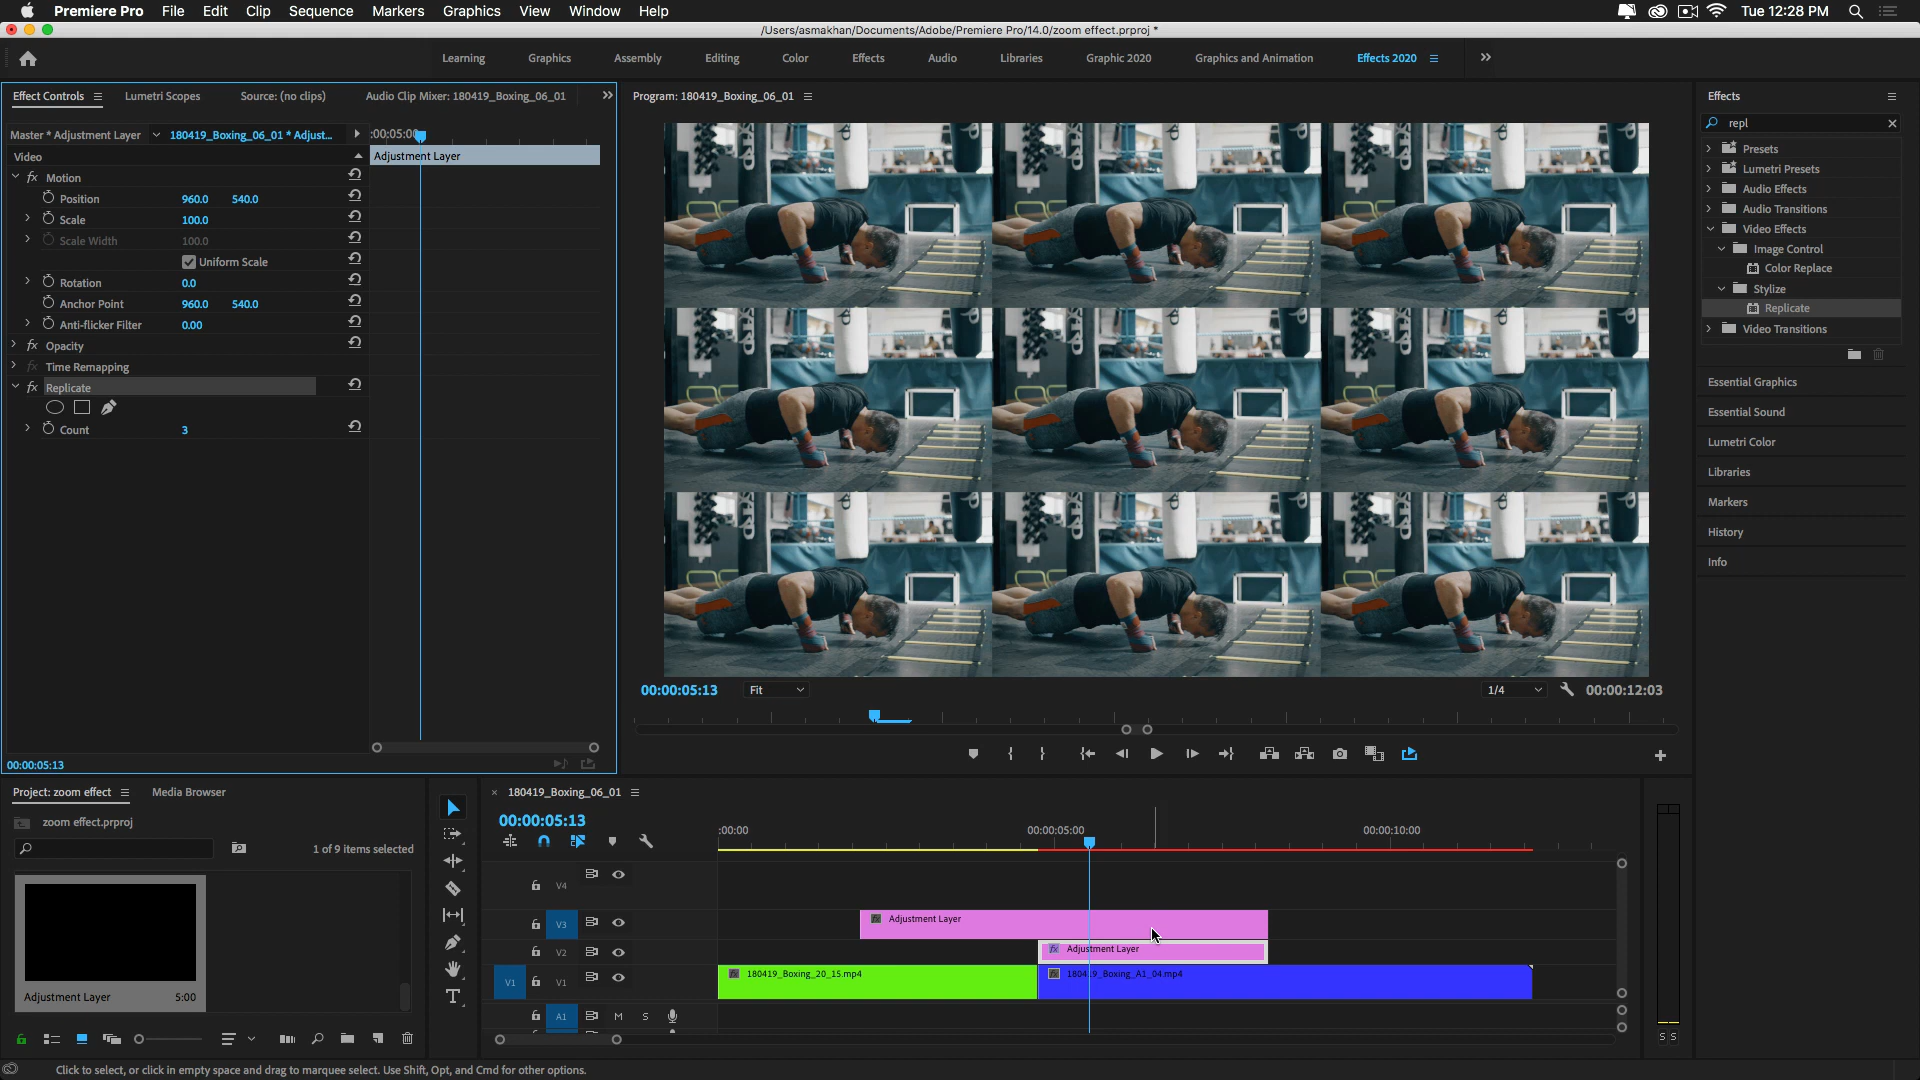 Premiere Pro File Edit Clip Sequence Markers Graphics View Window Help Tue 12:28 PM
/Users/asmakhan/Documents/Adobe/Premiere Pro/14.0/zoom effect.prproj *
Learning Graphics Assembly Editing Color Effects Audio Libraries Graphic 2020 Graphics and Animation Effects 2020
Effect Controls Lumetri Scopes Source: (no clips) Audio Clip Mixer: 180419_Boxing_06_01
Master * Adjustment Layer 180419_Boxing_06_01 * Adjust... :00:05:00
Video Adjustment Layer
Motion
Position 960.0 540.0
Scale 100.0
Scale Width 100.0
Uniform Scale
Rotation 0.0
Anchor Point 960.0 540.0
Anti-flicker Filter 0.00
Opacity
Time Remapping
Replicate
Count 3
00:00:05:13
Program: 180419_Boxing_06_01
00:00:05:13 Fit 1/4 00:00:12:03
Effects
repl
Presets
Lumetri Presets
Audio Effects
Audio Transitions
Video Effects
Image Control
Color Replace
Stylize
Replicate
Video Transitions
Essential Graphics
Essential Sound
Lumetri Color
Libraries
Markers
History
Info
Project: zoom effect Media Browser
zoom effect.prproj
1 of 9 items selected
Adjustment Layer 5:00
180419_Boxing_06_01
00:00:05:13
:00:00 00:00:05:00 00:00:10:00
V4
V3 Adjustment Layer
V2 Adjustment Layer
V1 V1 180419_Boxing_20_15.mp4 180419_Boxing_A1_04.mp4
A1 M S
S S
Click to select, or click in empty space and drag to marquee select. Use Shift, Opt, and Cmd for other options.